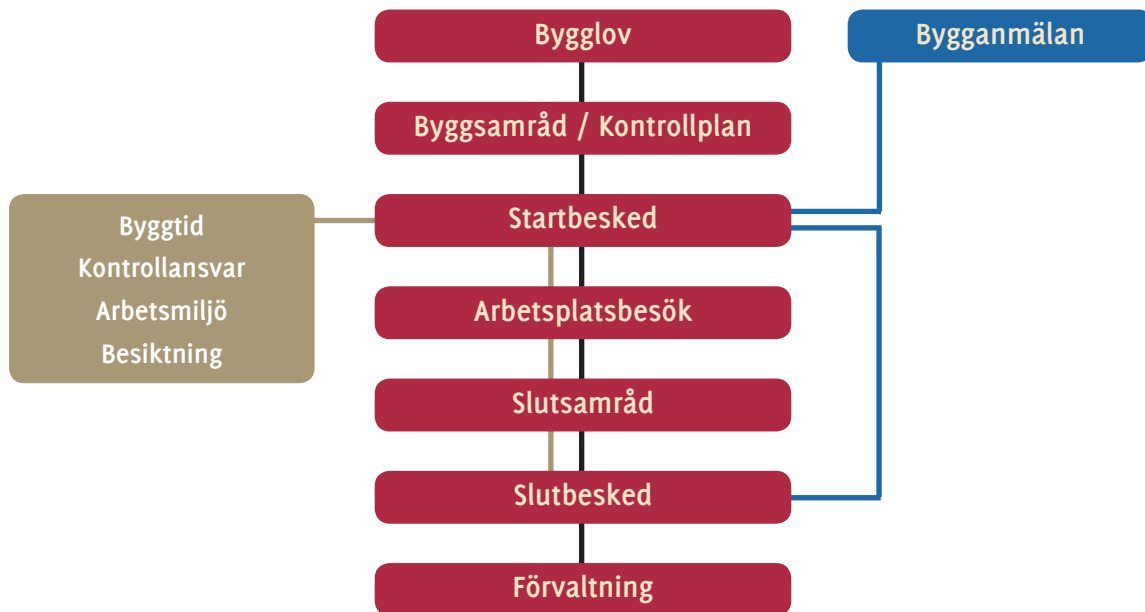 Bygglov
Bygganmälan
Byggsamråd / Kontrollplan
Startbesked
Byggtid
Kontrollansvar
Arbetsmiljö
Besiktning
Arbetsplatsbesök
Slutsamråd
Slutbesked
Förvaltning